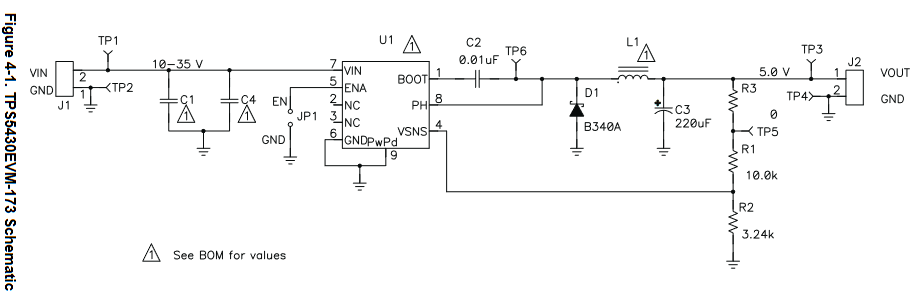 Figure 4-1. TPS5430EVM-173 Schematic
TP1
U1
1
C2
0.01uF
TP6
L1
1
TP3
J2
VIN
GND
2
1
J1
TP2
10-35 V
7
VIN
5
ENA
2
NC
3
NC
6
GND
PwPd
9
BOOT
1
PH
8
VSNS
4
C1
1
C4
1
EN
JP1
GND
D1
B340A
C3
220uF
5.0 V
1
2
TP4
VOUT
GND
R3
0
TP5
R1
10.0k
R2
3.24k
1
See BOM for values